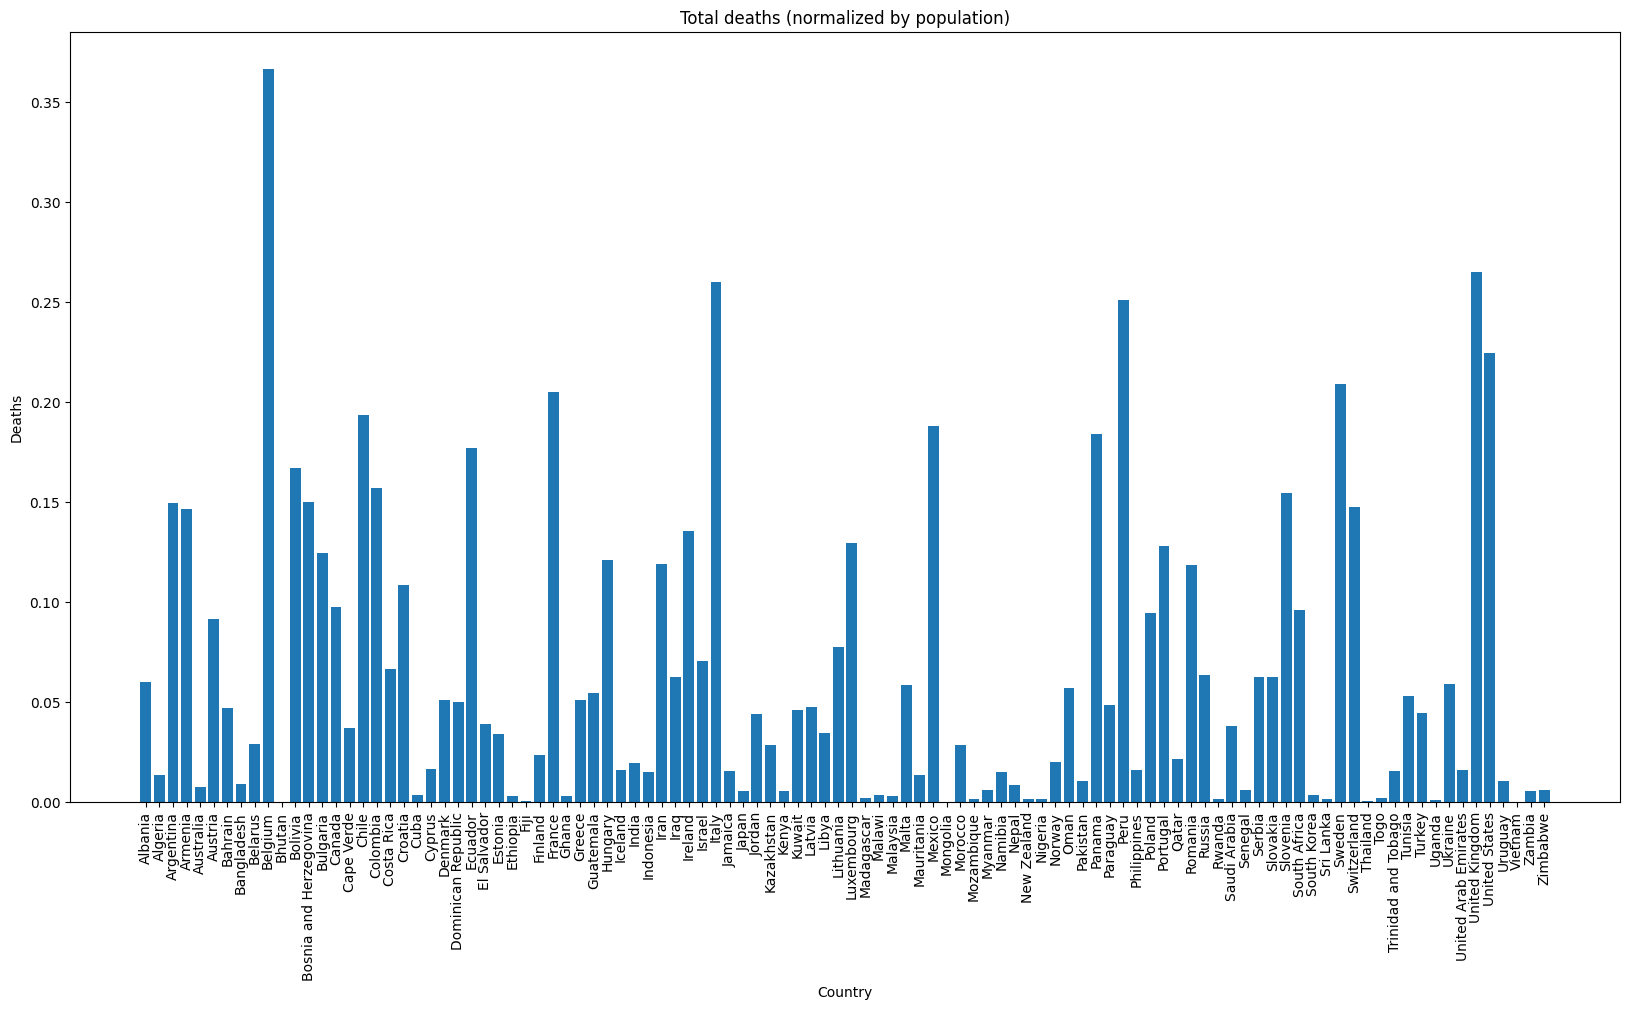 Total deaths (normalized by population)
Deaths
0.35
0.30
0.25
0.20
0.15
0.10
0.05
0.00
Albania
Algeria
Argentina
Armenia
Australia
Austria
Bahrain
Bangladesh
Belarus
Belgium
Bhutan
Bolivia
Bosnia and Herzegovina
Bulgaria
Canada
Cape Verde
Chile
Colombia
Costa Rica
Croatia
Cuba
Cyprus
Denmark
Dominican Republic
Ecuador
El Salvador
Estonia
Ethiopia
Fiji
Finland
France
Ghana
Greece
Guatemala
Hungary
Iceland
India
Indonesia
Iran
Iraq
Ireland
Israel
Italy
Jamaica
Japan
Jordan
Kazakhstan
Kenya
Kuwait
Latvia
Libya
Lithuania
Luxembourg
Madagascar
Malawi
Malaysia
Malta
Mauritania
Mexico
Mongolia
Morocco
Mozambique
Myanmar
Namibia
Nepal
New Zealand
Nigeria
Norway
Oman
Pakistan
Panama
Paraguay
Peru
Philippines
Poland
Portugal
Qatar
Romania
Russia
Rwanda
Saudi Arabia
Senegal
Serbia
Slovakia
Slovenia
South Africa
South Korea
Sri Lanka
Sweden
Switzerland
Thailand
Togo
Trinidad and Tobago
Tunisia
Turkey
Uganda
Ukraine
United Arab Emirates
United Kingdom
United States
Uruguay
Vietnam
Zambia
Zimbabwe
Country